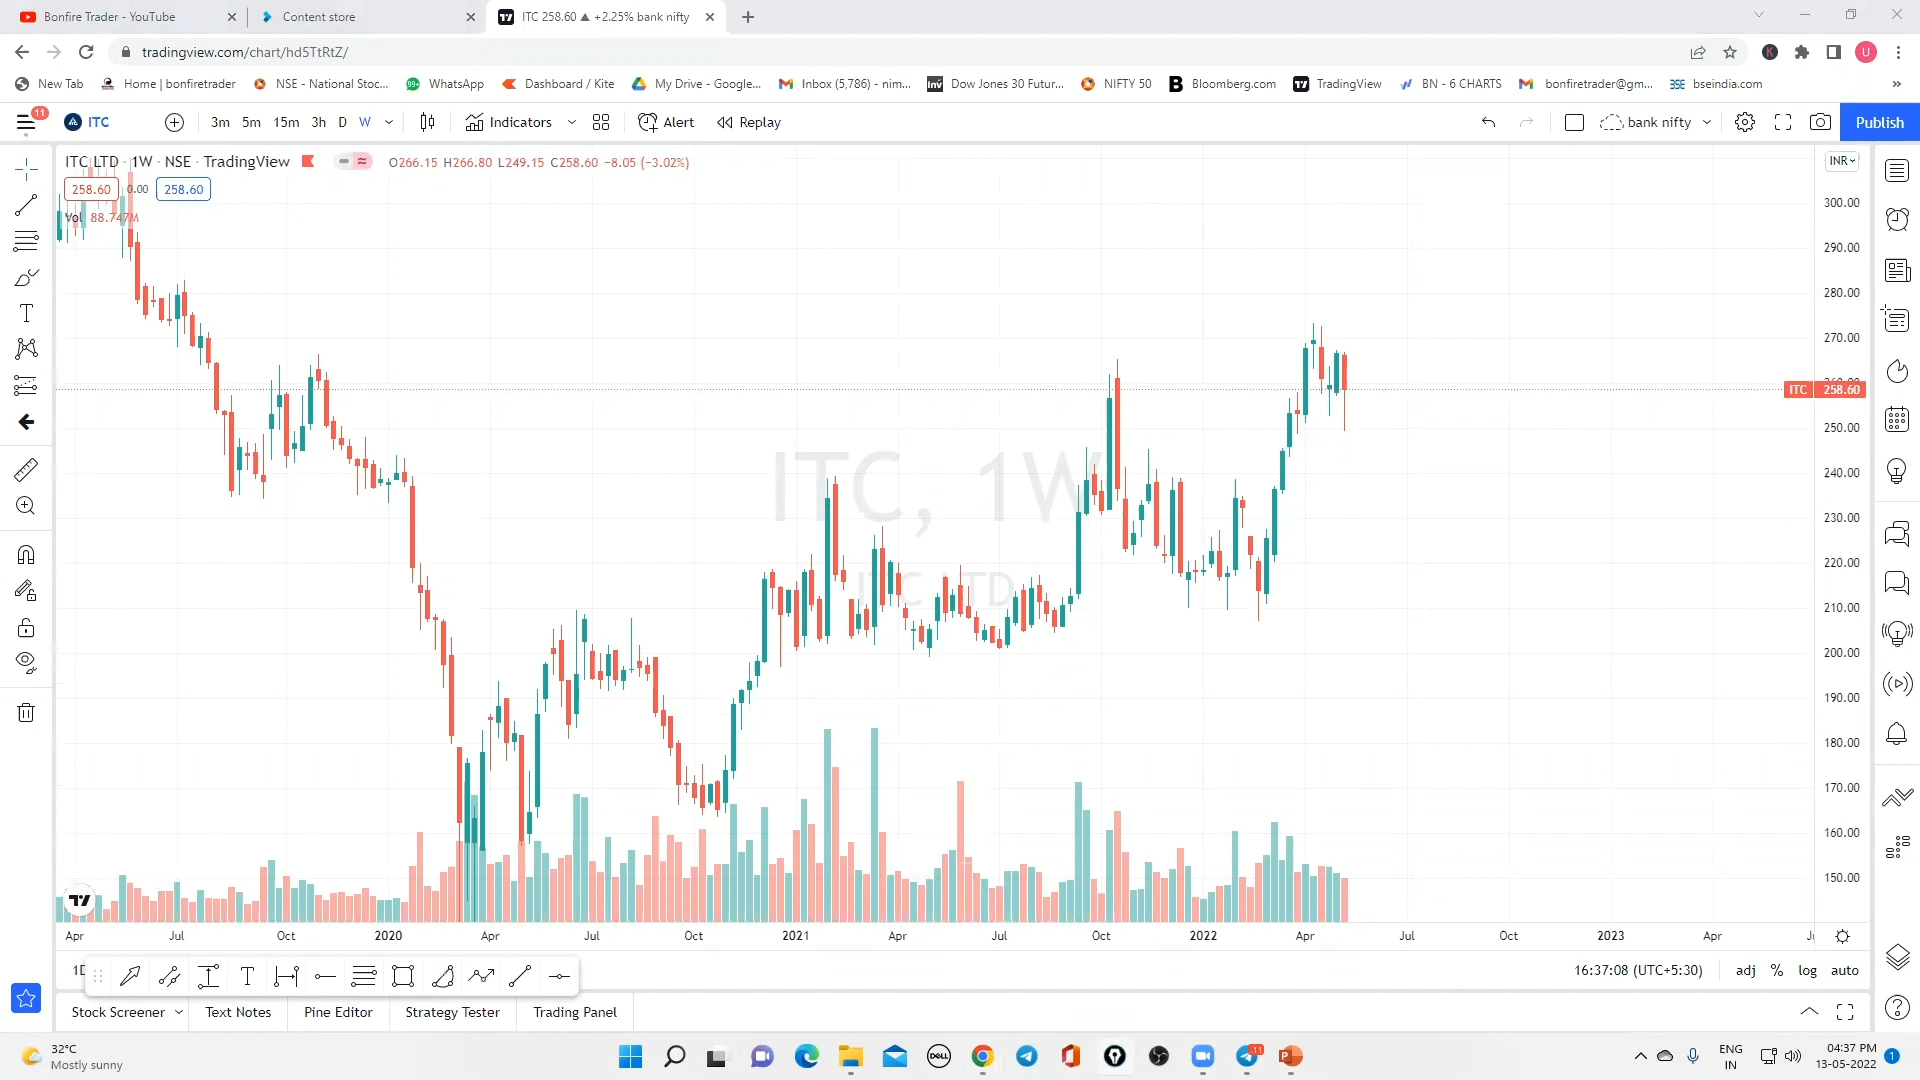 Bonfire Trader - YouTube
Content store
ITC 258.60 ▲ +2.25% bank nifty
tradingview.com/chart/hd5TtRtZ/
K
U
New Tab
Home | bonfiretrader
NSE - National Stoc...
99+
WhatsApp
Dashboard / Kite
My Drive - Google...
Inbox (5,786) - nim...
Inv
Dow Jones 30 Futur...
NIFTY 50
B
Bloomberg.com
TradingView
BN - 6 CHARTS
bonfiretrader@gm...
bseindia.com
»
11
ITC
3m
5m
15m
3h
D
W
Indicators
Alert
Replay
bank nifty
Publish
ITC LTD · 1W · NSE · TradingView
O266.15 H266.80 L249.15 C258.60 −8.05 (−3.02%)
INR
258.60
0.00
258.60
Vol 88.747M
300.00
290.00
280.00
270.00
260.00
ITC 258.60
250.00
240.00
230.00
220.00
210.00
200.00
190.00
180.00
170.00
160.00
150.00
ITC, 1W
ITC LTD
Apr
Jul
Oct
2020
Apr
Jul
Oct
2021
Apr
Jul
Oct
2022
Apr
Jul
Oct
2023
Apr
1D
16:37:08 (UTC+5:30)
adj
%
log
auto
Stock Screener
Text Notes
Pine Editor
Strategy Tester
Trading Panel
32°C
Mostly sunny
DELL
11
P
ENG
IN
04:37 PM
13-05-2022
1